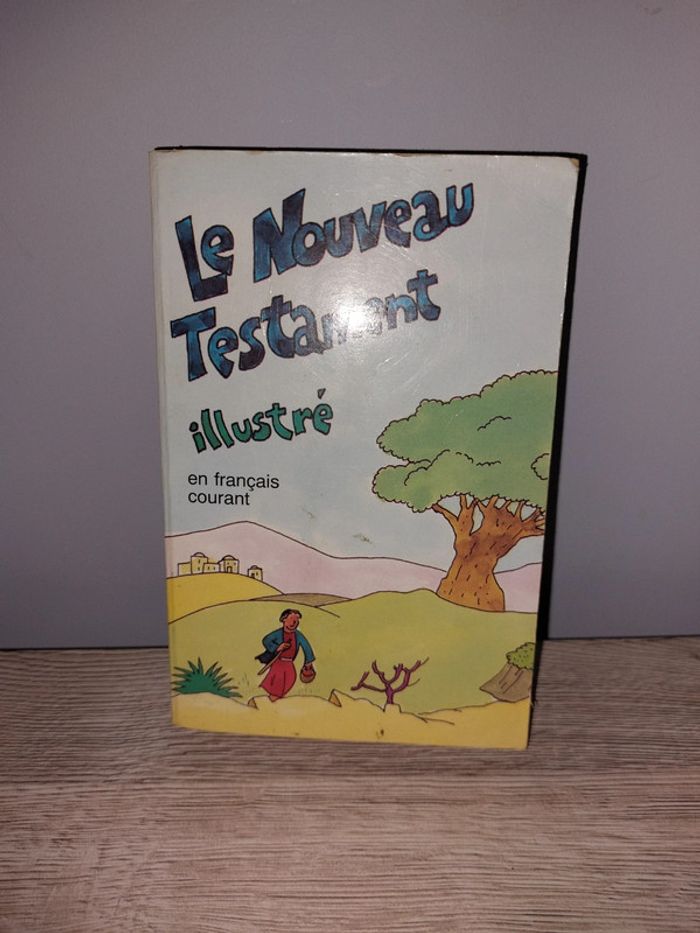 Le Nouveau
Testament
illustré
en français
courant